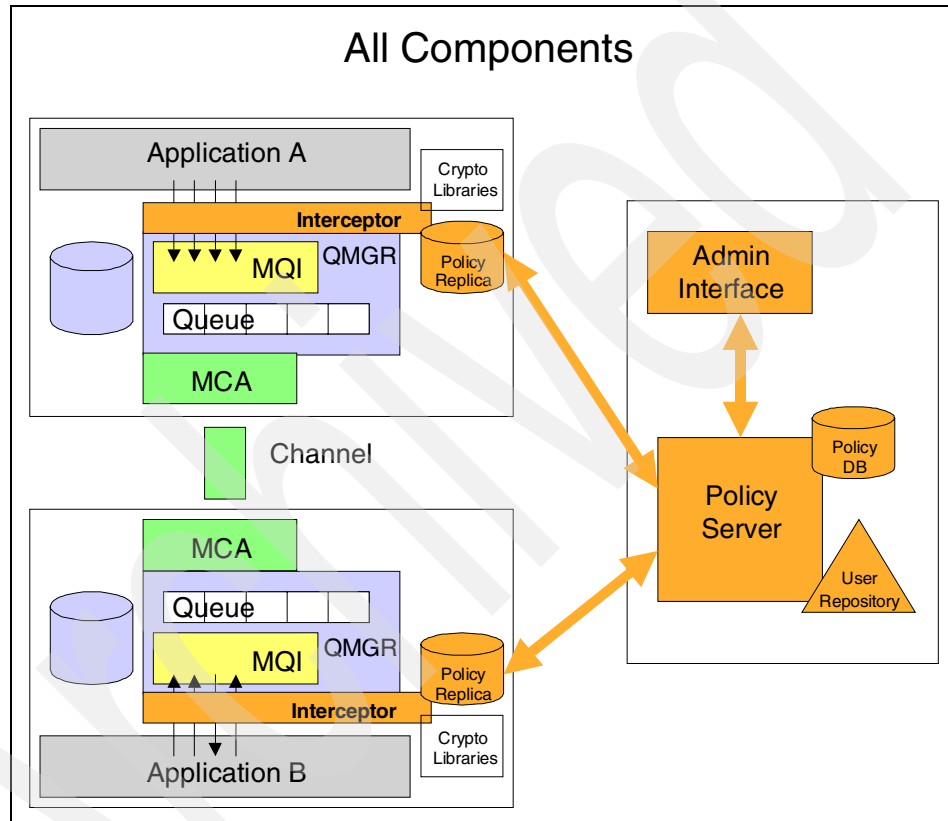 All Components
Application A
Crypto
Libraries
Interceptor
QMGR
MQI
Policy
Replica
Queue
MCA
Channel
MCA
Queue
QMGR
MQI
Policy
Replica
Interceptor
Crypto
Libraries
Application B
Admin
Interface
Policy
DB
Policy
Server
User
Repository
Archived